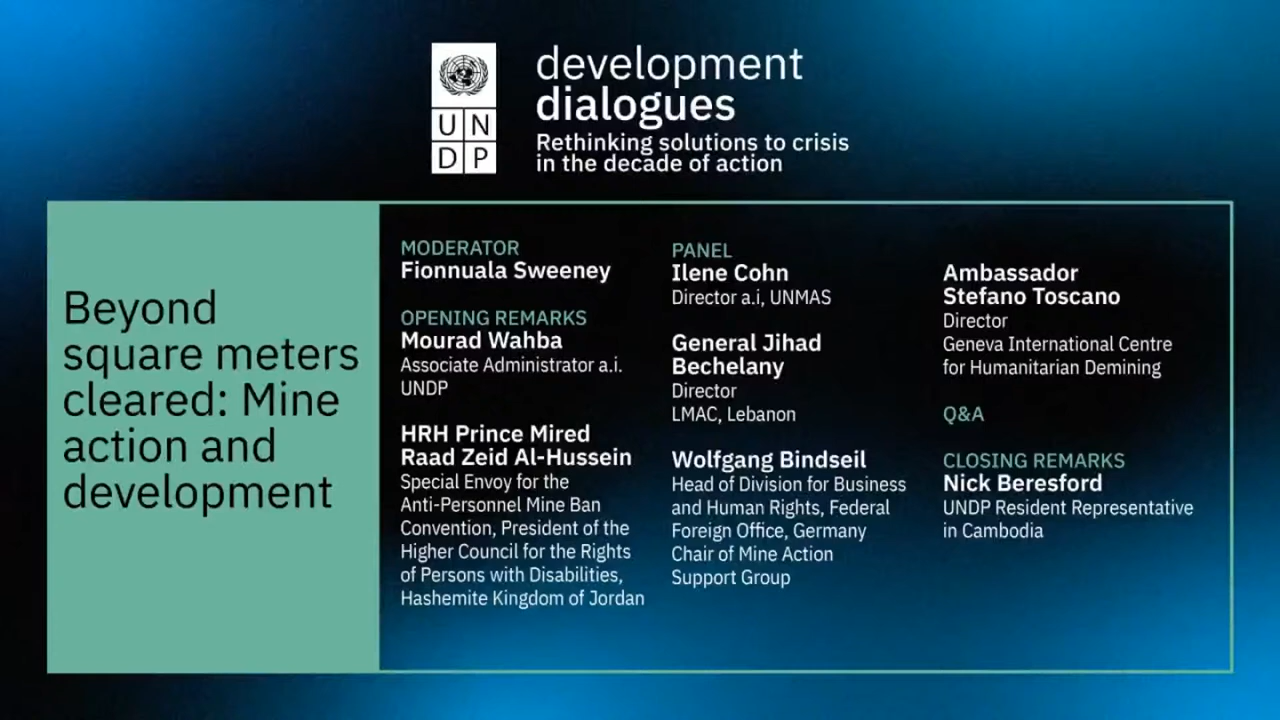 UN
DP
development
dialogues
Rethinking solutions to crisis
in the decade of action
Beyond
square meters
cleared: Mine
action and
development
MODERATOR
Fionnuala Sweeney
OPENING REMARKS
Mourad Wahba
Associate Administrator a.i.
UNDP
HRH Prince Mired
Raad Zeid Al-Hussein
Special Envoy for the
Anti-Personnel Mine Ban
Convention, President of the
Higher Council for the Rights
of Persons with Disabilities,
Hashemite Kingdom of Jordan
PANEL
Ilene Cohn
Director a.i, UNMAS
General Jihad
Bechelany
Director
LMAC, Lebanon
Wolfgang Bindseil
Head of Division for Business
and Human Rights, Federal
Foreign Office, Germany
Chair of Mine Action
Support Group
Ambassador
Stefano Toscano
Director
Geneva International Centre
for Humanitarian Demining
Q&A
CLOSING REMARKS
Nick Beresford
UNDP Resident Representative
in Cambodia